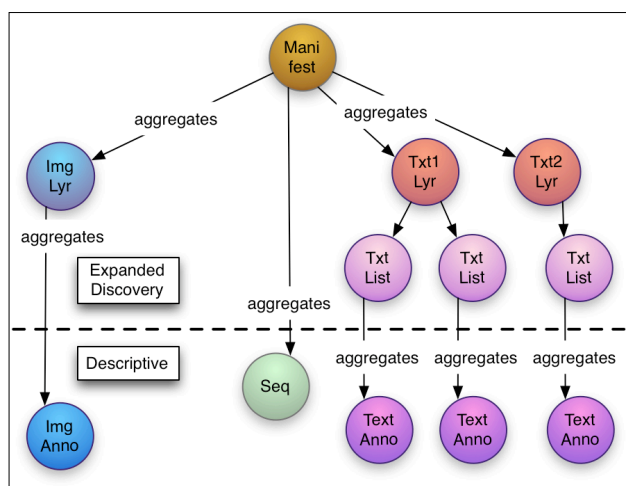 Mani
fest
aggregates
aggregates
Img
Lyr
Txt1
Lyr
Txt2
Lyr
aggregates
Txt
List
Txt
List
Txt
List
Expanded
Discovery
aggregates
Descriptive
aggregates
aggregates
aggregates
Seq
Img
Anno
Text
Anno
Text
Anno
Text
Anno